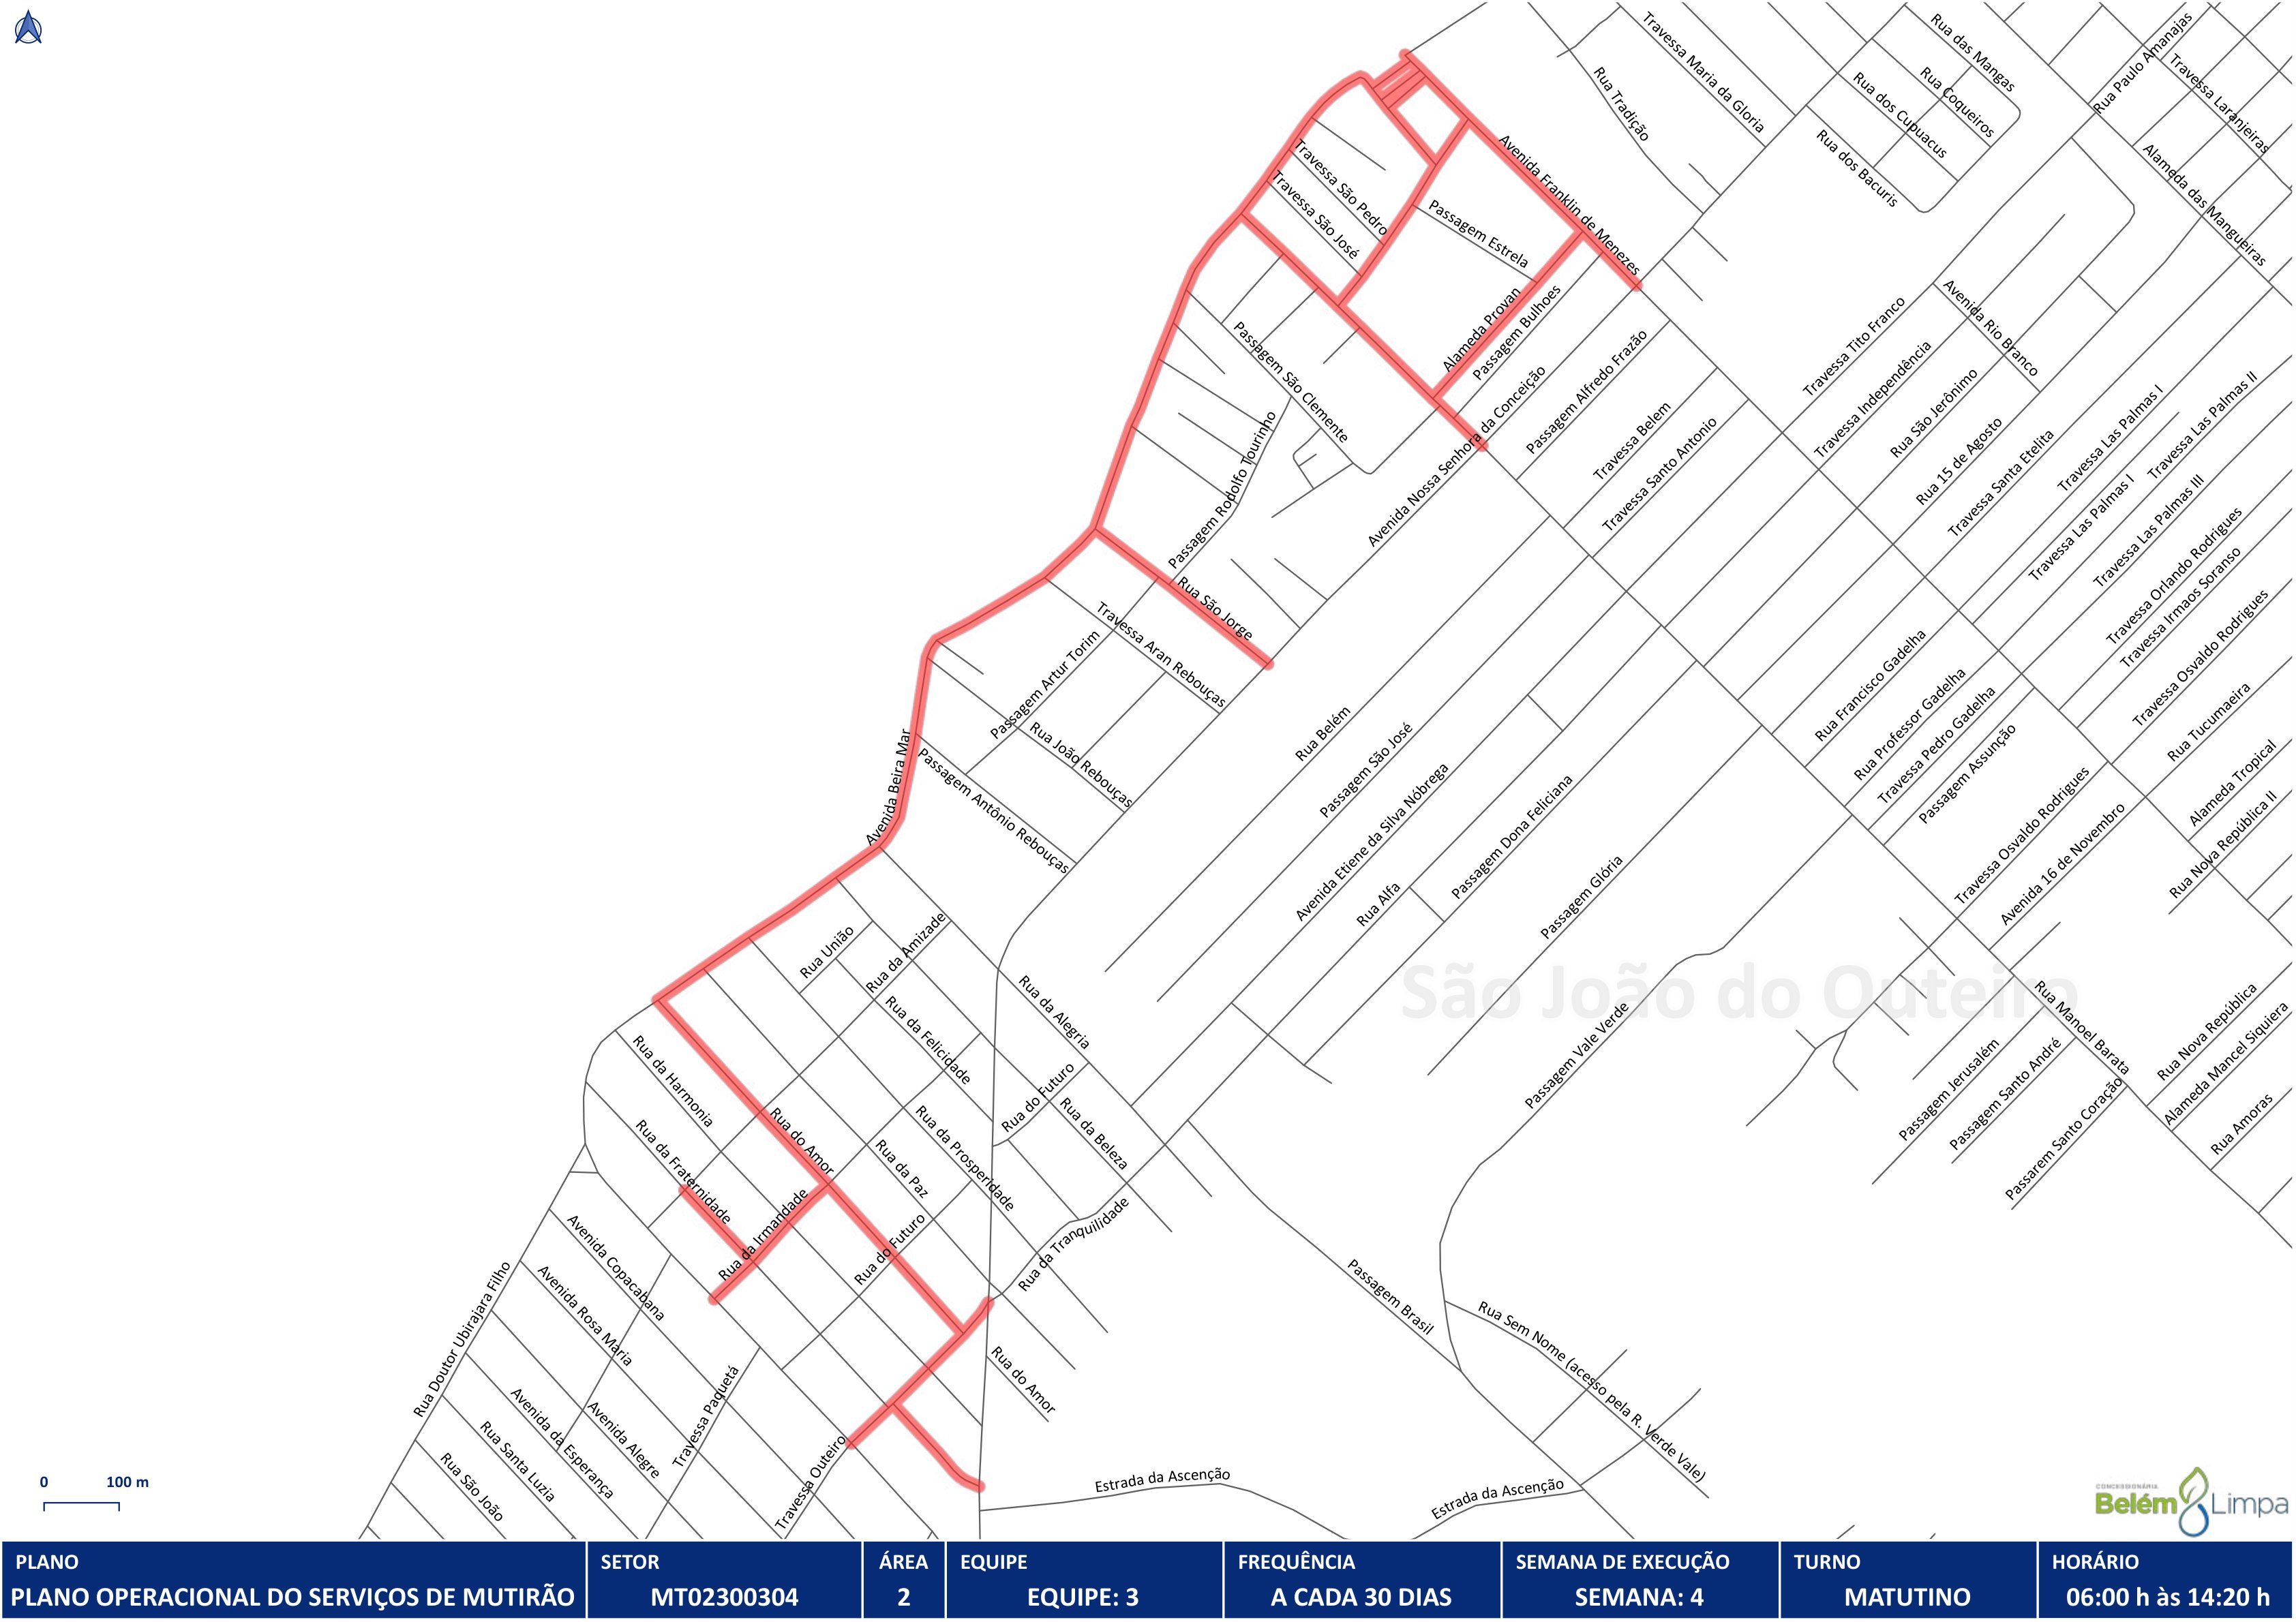 Rua das Mangas
Travessa Maria da Gloria
Rua Paulo Amanajas
Rua Tradição
Rua Coqueiros
Rua dos Cupuacus
Travessa Laranjeiras
Rua dos Bacuris
Alameda das Mangueiras
Avenida Franklin de Menezes
Travessa São Pedro
Travessa São José
Passagem Estrela
Alameda Provan
Passagem Bulhoes
Passagem São Clemente
Avenida Nossa Senhora da Conceição
Passagem Alfredo Frazão
Travessa Belem
Travessa Santo Antonio
Travessa Tito Franco
Avenida Rio Branco
Travessa Independência
Rua São Jerônimo
Rua 15 de Agosto
Travessa Santa Etelita
Travessa Las Palmas I
Travessa Las Palmas II
Travessa Las Palmas I
Travessa Las Palmas III
Travessa Orlando Rodrigues
Travessa Irmaos Soranso
Travessa Osvaldo Rodrigues
Passagem Rodolfo Tourinho
Rua São Jorge
Travessa Aran Rebouças
Passagem Artur Torim
Rua João Rebouças
Avenida Beira Mar
Passagem Antônio Rebouças
Rua Belém
Passagem São José
Avenida Etiene da Silva Nóbrega
Rua Alfa
Passagem Dona Feliciana
Passagem Glória
Rua Francisco Gadelha
Rua Professor Gadelha
Travessa Pedro Gadelha
Passagem Assunção
Rua Tucumaeira
Alameda Tropical
Rua Nova República II
Travessa Osvaldo Rodrigues
Avenida 16 de Novembro
Rua União
Rua da Amizade
Rua da Felicidade
Rua da Alegria
São João do Outeiro
Passagem Vale Verde
Rua Manoel Barata
Rua Nova República
Alameda Mancel Siquiera
Rua Amoras
Passagem Jerusalém
Passagem Santo André
Passarem Santo Coração
Rua da Harmonia
Rua da Fraternidade
Rua do Amor
Rua da Irmandade
Rua da Paz
Rua da Prosperidade
Rua do Futuro
Rua do Futuro
Rua da Beleza
Rua da Tranquilidade
Rua do Amor
Avenida Copacabana
Avenida Rosa Maria
Rua Doutor Ubirajara Filho
Avenida da Esperança
Avenida Alegre
Rua Santa Luzia
Rua São João
Travessa Paquetá
Travessa Outeiro
Passagem Brasil
Rua Sem Nome (acesso pela R. Verde Vale)
Estrada da Ascenção
Estrada da Ascenção
0 100 m
CONCESSIONÁRIA
Belém Limpa
PLANO
PLANO OPERACIONAL DO SERVIÇOS DE MUTIRÃO
SETOR
MT02300304
ÁREA
2
EQUIPE
EQUIPE: 3
FREQUÊNCIA
A CADA 30 DIAS
SEMANA DE EXECUÇÃO
SEMANA: 4
TURNO
MATUTINO
HORÁRIO
06:00 h às 14:20 h